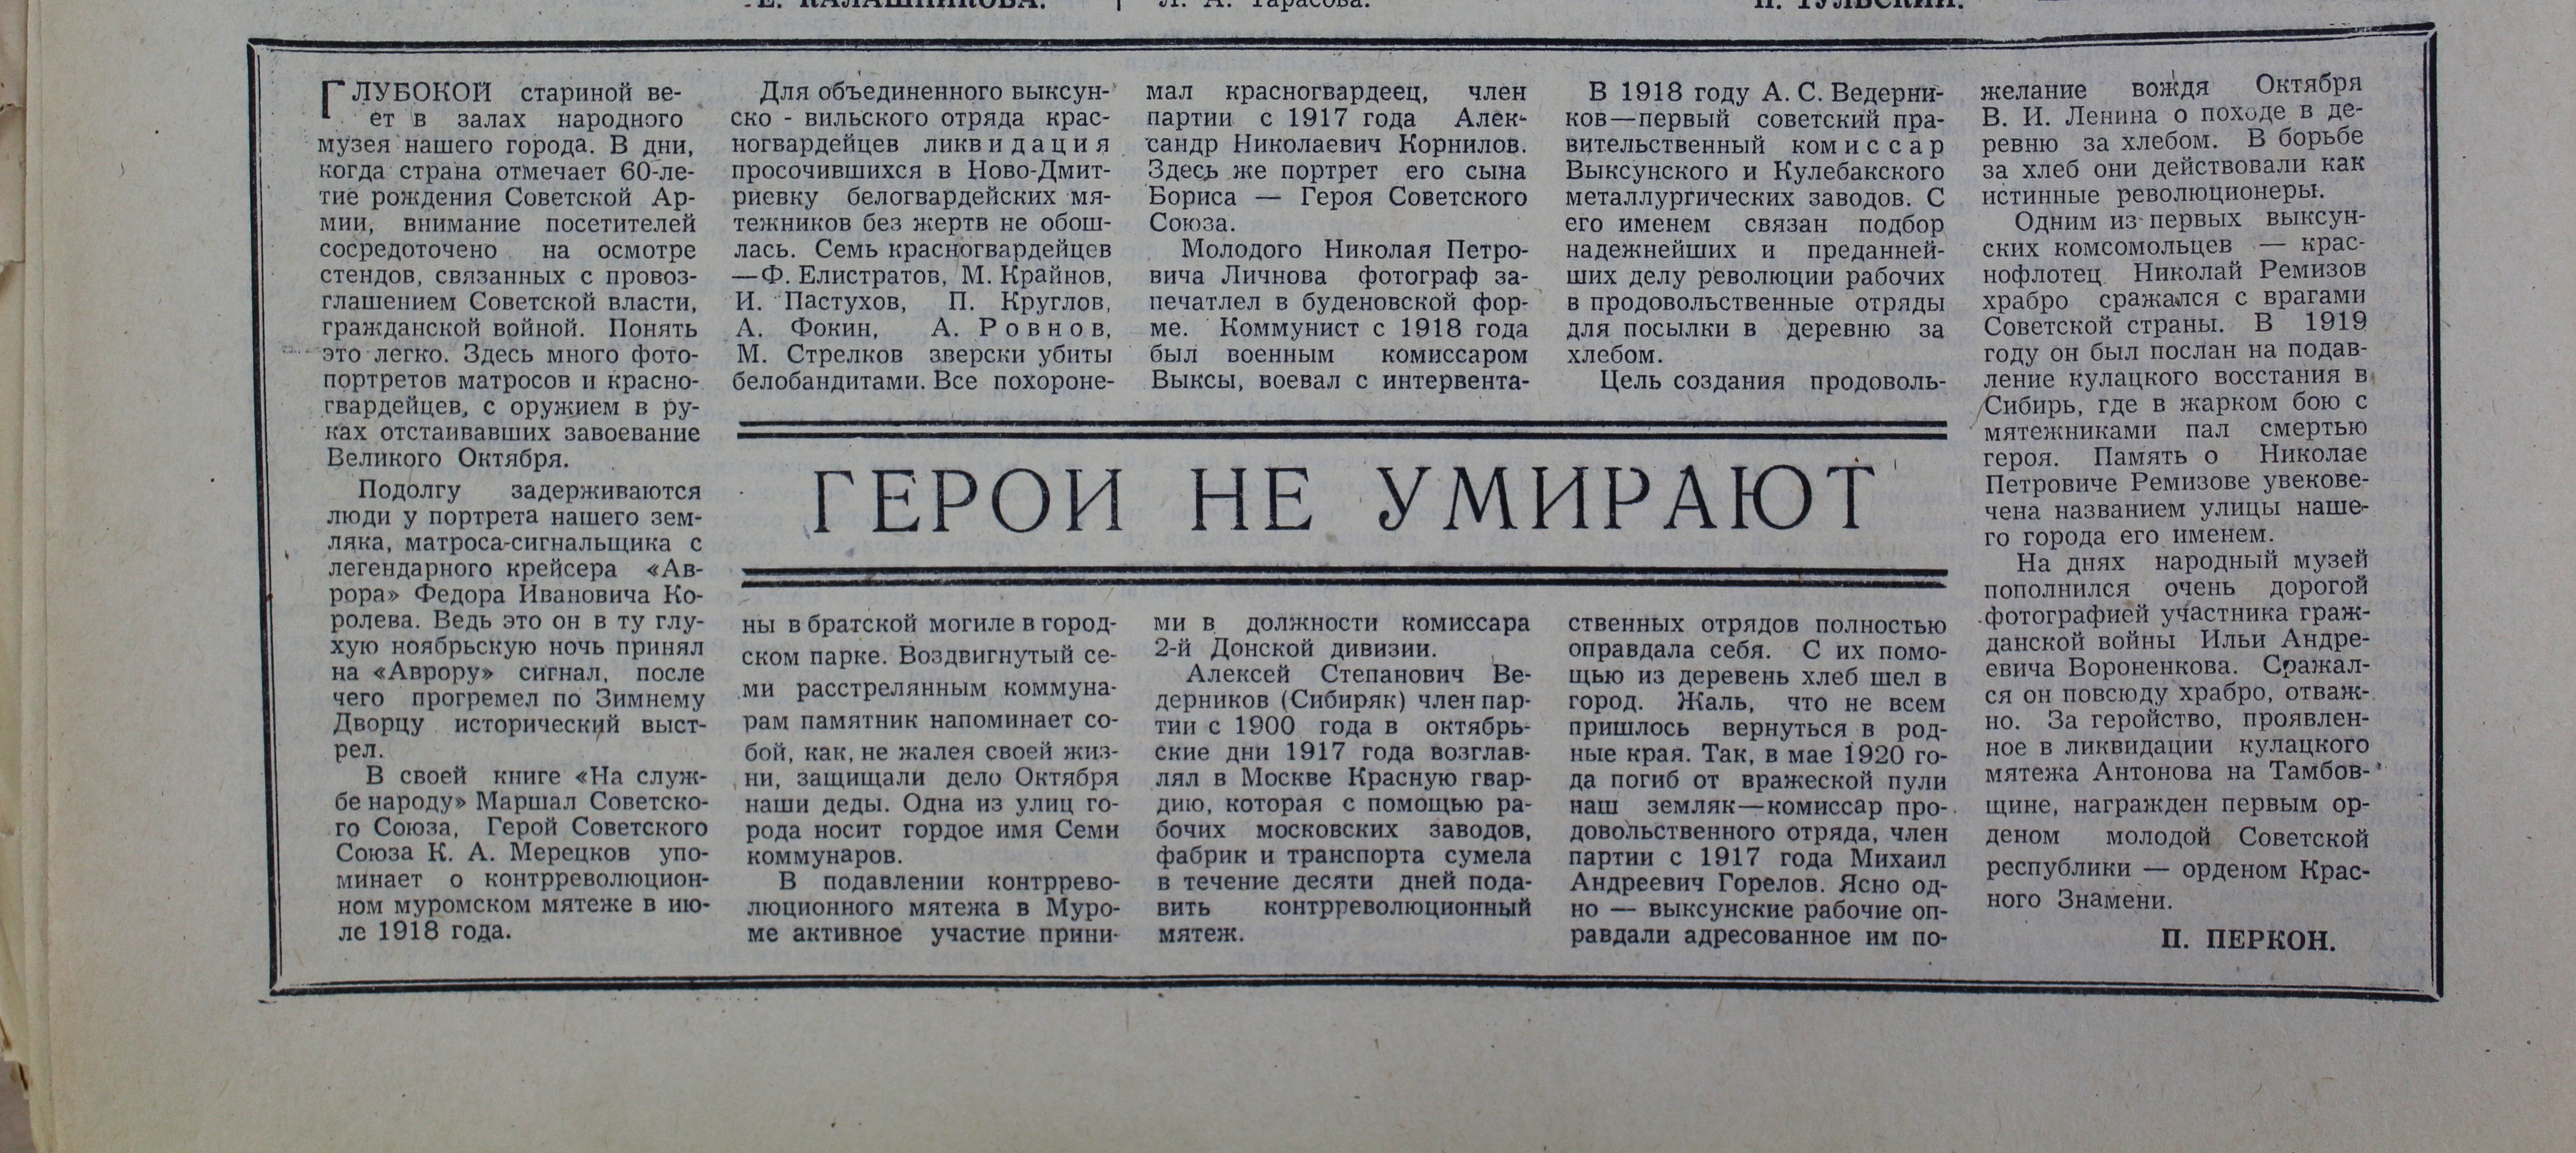 Е. КАЛАШНИКОВА.
Л. А. Тарасова.
П. ТУЛЬСКИЙ.
ГЛУБОКОЙ стариной ве-
ет в залах народного
музея нашего города. В дни,
когда страна отмечает 60-ле-
тие рождения Советской Ар-
мии, внимание посетителей
сосредоточено на осмотре
стендов, связанных с провоз-
глашением Советской власти,
гражданской войной. Понять
это легко. Здесь много фото-
портретов матросов и красно-
гвардейцев, с оружием в ру-
ках отстаивавших завоевание
Великого Октября.
Подолгу задерживаются
люди у портрета нашего зем-
ляка, матроса-сигнальщика с
легендарного крейсера «Ав-
рора» Федора Ивановича Ко-
ролева. Ведь это он в ту глу-
хую ноябрьскую ночь принял
на «Аврору» сигнал, после
чего прогремел по Зимнему
Дворцу исторический выст-
рел.
В своей книге «На служ-
бе народу» Маршал Советско-
го Союза, Герой Советского
Союза К. А. Мерецков упо-
минает о контрреволюцион-
ном муромском мятеже в ию-
ле 1918 года.
Для объединенного выксун-
ско - вильского отряда крас-
ногвардейцев ликвидация
просочившихся в Ново-Дмит-
риевку белогвардейских мя-
тежников без жертв не обош-
лась. Семь красногвардейцев
—Ф. Елистратов, М. Крайнов,
И. Пастухов, П. Круглов,
А. Фокин, А. Ровнов,
М. Стрелков зверски убиты
белобандитами. Все похороне-
ГЕРОИ НЕ УМИРАЮТ
ны в братской могиле в город-
ском парке. Воздвигнутый се-
ми расстрелянным коммуна-
рам памятник напоминает со-
бой, как, не жалея своей жиз-
ни, защищали дело Октября
наши деды. Одна из улиц го-
рода носит гордое имя Семи
коммунаров.
В подавлении контррево-
люционного мятежа в Муро-
ме активное участие прини-
мал красногвардеец, член
партии с 1917 года Алек-
сандр Николаевич Корнилов.
Здесь же портрет его сына
Бориса — Героя Советского
Союза.
Молодого Николая Петро-
вича Личнова фотограф за-
печатлел в буденовской фор-
ме. Коммунист с 1918 года
был военным комиссаром
Выксы, воевал с интервента-
ми в должности комиссара
2-й Донской дивизии.
Алексей Степанович Ве-
дерников (Сибиряк) член пар-
тии с 1900 года в октябрь-
ские дни 1917 года возглав-
лял в Москве Красную гвар-
дию, которая с помощью ра-
бочих московских заводов,
фабрик и транспорта сумела
в течение десяти дней пода-
вить контрреволюционный
мятеж.
В 1918 году А. С. Ведерни-
ков—первый советский пра-
вительственный комиссар
Выксунского и Кулебакского
металлургических заводов. С
его именем связан подбор
надежнейших и преданней-
ших делу революции рабочих
в продовольственные отряды
для посылки в деревню за
хлебом.
Цель создания продоволь-
ственных отрядов полностью
оправдала себя. С их помо-
щью из деревень хлеб шел в
город. Жаль, что не всем
пришлось вернуться в род-
ные края. Так, в мае 1920 го-
да погиб от вражеской пули
наш земляк—комиссар про-
довольственного отряда, член
партии с 1917 года Михаил
Андреевич Горелов. Ясно од-
но — выксунские рабочие оп-
равдали адресованное им по-
желание вождя Октября
В. И. Ленина о походе в де-
ревню за хлебом. В борьбе
за хлеб они действовали как
истинные революционеры.
Одним из первых выксун-
ских комсомольцев — крас-
нофлотец Николай Ремизов
храбро сражался с врагами
Советской страны. В 1919
году он был послан на подав-
ление кулацкого восстания в
Сибирь, где в жарком бою с
мятежниками пал смертью
героя. Память о Николае
Петровиче Ремизове увекове-
чена названием улицы наше-
го города его именем.
На днях народный музей
пополнился очень дорогой
фотографией участника граж-
данской войны Ильи Андре-
евича Вороненкова. Сражал-
ся он повсюду храбро, отваж-
но. За геройство, проявлен-
ное в ликвидации кулацкого
мятежа Антонова на Тамбов-
щине, награжден первым ор-
деном молодой Советской
республики — орденом Крас-
ного Знамени.
П. ПЕРКОН.